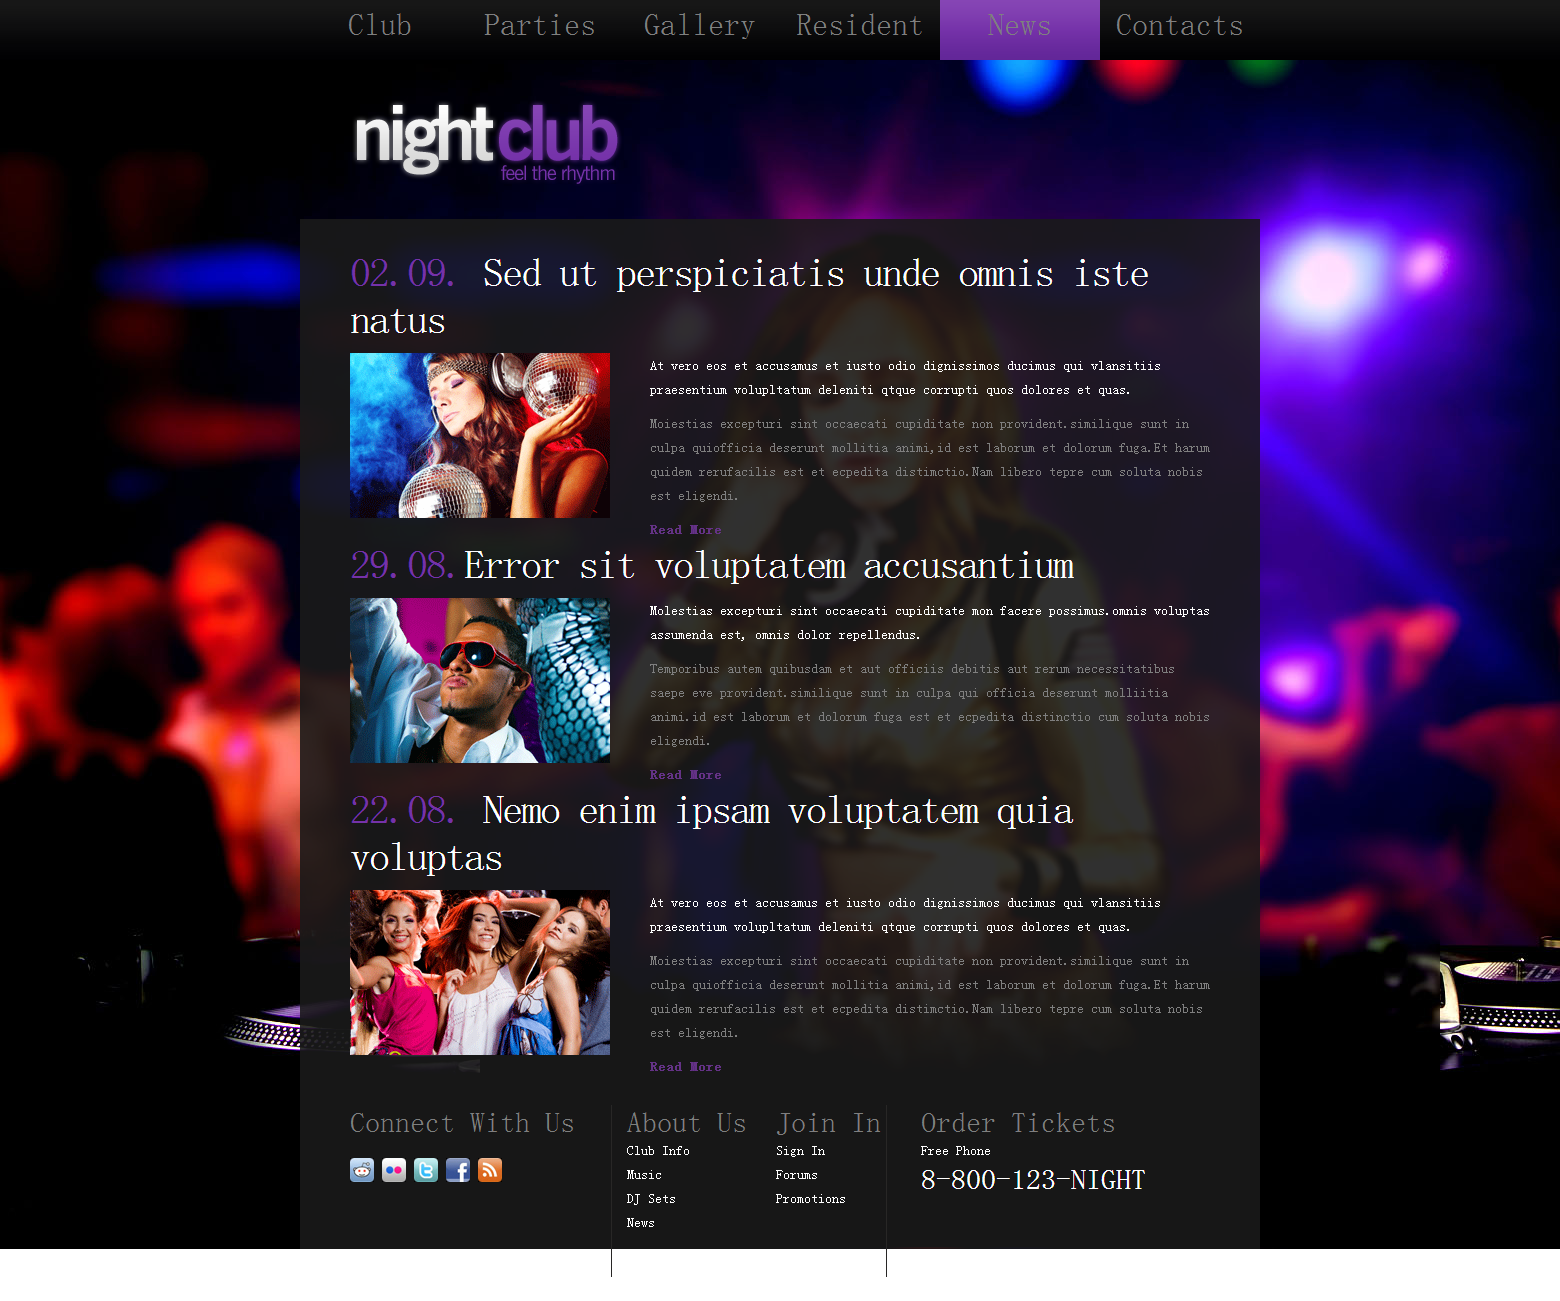 Club Parties Gallery Resident News Contacts
nightclub
feel the rhythm
02.09. Sed ut perspiciatis unde omnis iste
natus
At vero eos et accusamus et iusto odio dignissimos ducimus qui vlansitiis
praesentium volupltatum deleniti qtque corrupti quos dolores et quas.
Moiestias excepturi sint occaecati cupiditate non provident.similique sunt in
culpa quiofficia deserunt mollitia animi,id est laborum et dolorum fuga.Et harum
quidem rerufacilis est et ecpedita distimctio.Nam libero tepre cum soluta nobis
est eligendi.
Read More
29.08. Error sit voluptatem accusantium
Molestias excepturi sint occaecati cupiditate mon facere possimus.omnis voluptas
assumenda est, omnis dolor repellendus.
Temporibus autem quibusdam et aut officiis debitis aut rerum necessitatibus
saepe eve provident.similique sunt in culpa qui officia deserunt molliitia
animi.id est laborum et dolorum fuga est et ecpedita distinctio cum soluta nobis
eligendi.
Read More
22.08. Nemo enim ipsam voluptatem quia
voluptas
At vero eos et accusamus et iusto odio dignissimos ducimus qui vlansitiis
praesentium volupltatum deleniti qtque corrupti quos dolores et quas.
Moiestias excepturi sint occaecati cupiditate non provident.similique sunt in
culpa quiofficia deserunt mollitia animi,id est laborum et dolorum fuga.Et harum
quidem rerufacilis est et ecpedita distimctio.Nam libero tepre cum soluta nobis
est eligendi.
Read More
Connect With Us
About Us
Club Info
Music
DJ Sets
News
Join In
Sign In
Forums
Promotions
Order Tickets
Free Phone
8-800-123-NIGHT